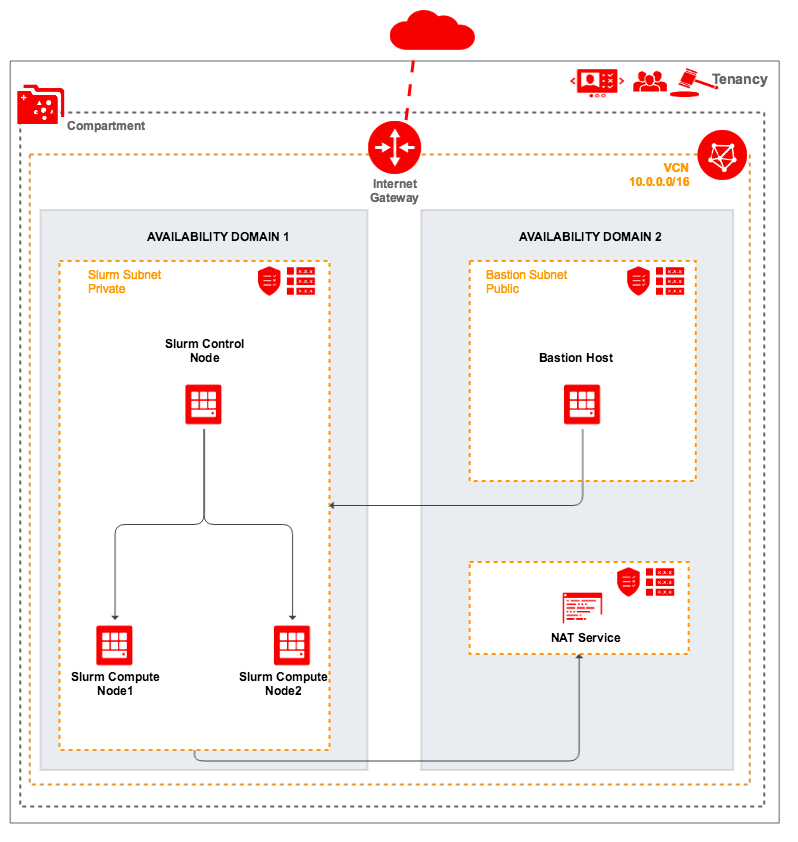 Tenancy
Compartment
Internet
Gateway
VCN
10.0.0.0/16
AVAILABILITY DOMAIN 1
AVAILABILITY DOMAIN 2
Slurm Subnet
Private
Bastion Subnet
Public
Slurm Control
Node
Bastion Host
NAT Service
Slurm Compute
Node1
Slurm Compute
Node2